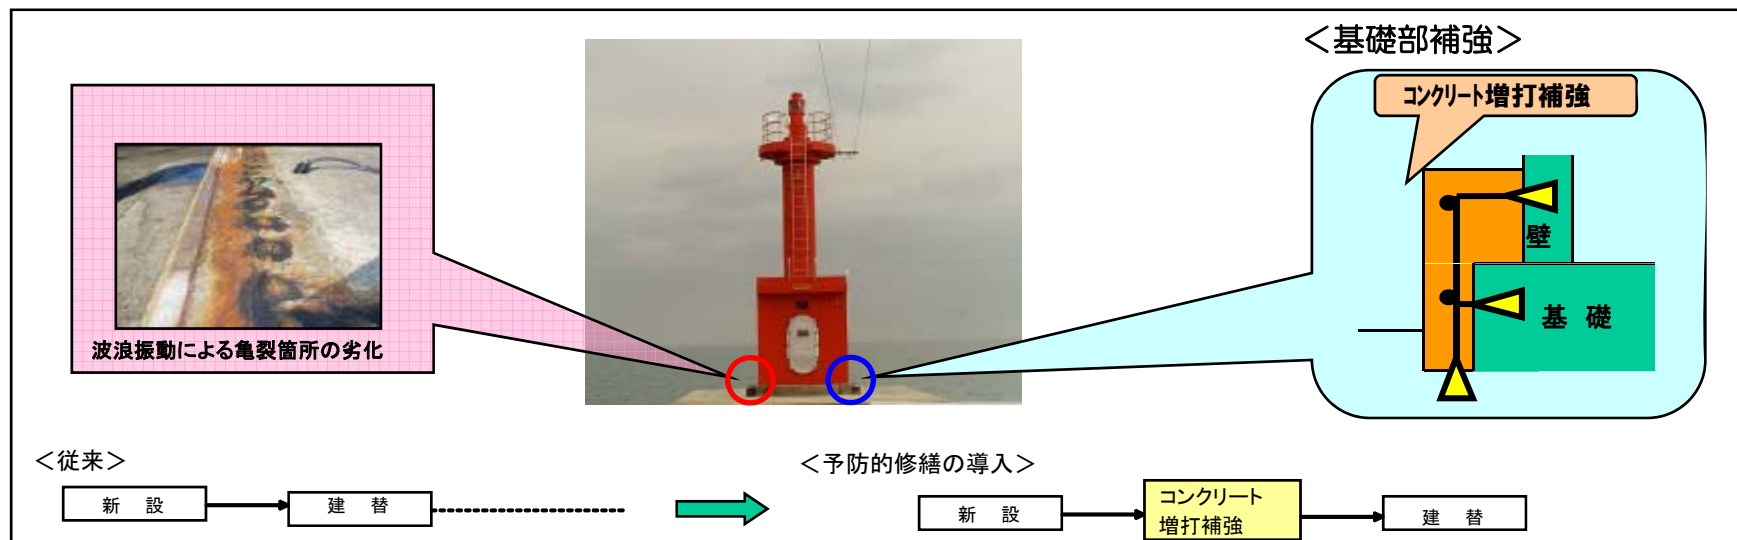 ＜基礎部補強＞
コンクリート増打補強
壁
基 礎
波浪振動による亀裂箇所の劣化
＜従来＞
新 設
建 替
＜予防的修繕の導入＞
新 設
コンクリート
増打補強
建 替